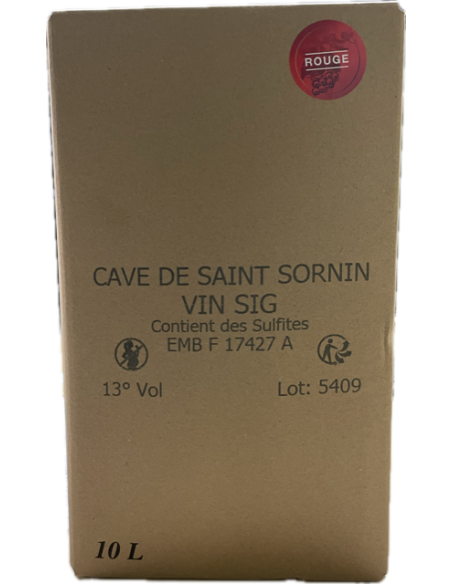 ROUGE
CAVE DE SAINT SORNIN
VIN SIG
Contient des Sulfites
EMB F 17427 A
13° Vol
Lot: 5409
10 L